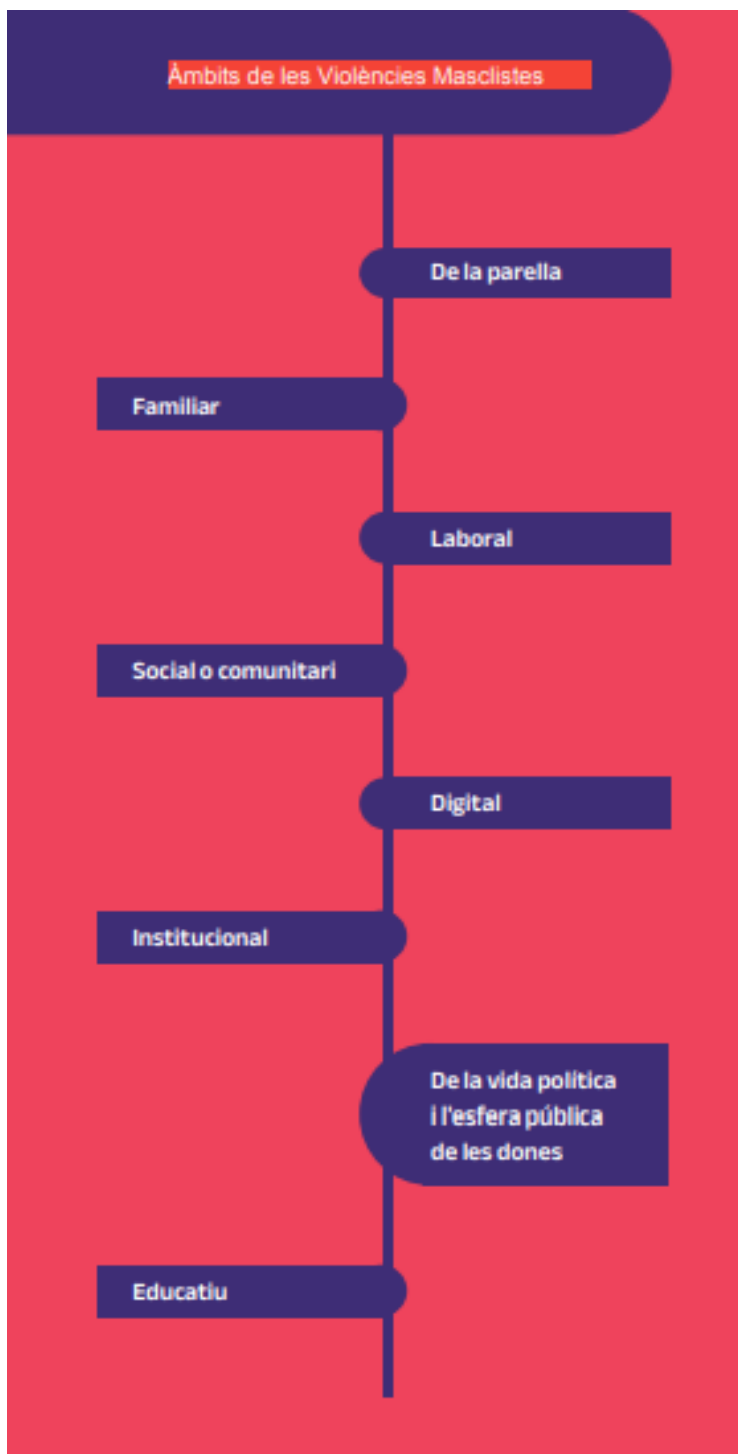 Àmbits de les Violències Masclistes
De la parella
Familiar
Laboral
Social o comunitari
Digital
Institucional
De la vida política
i l'esfera pública
de les dones
Educatiu